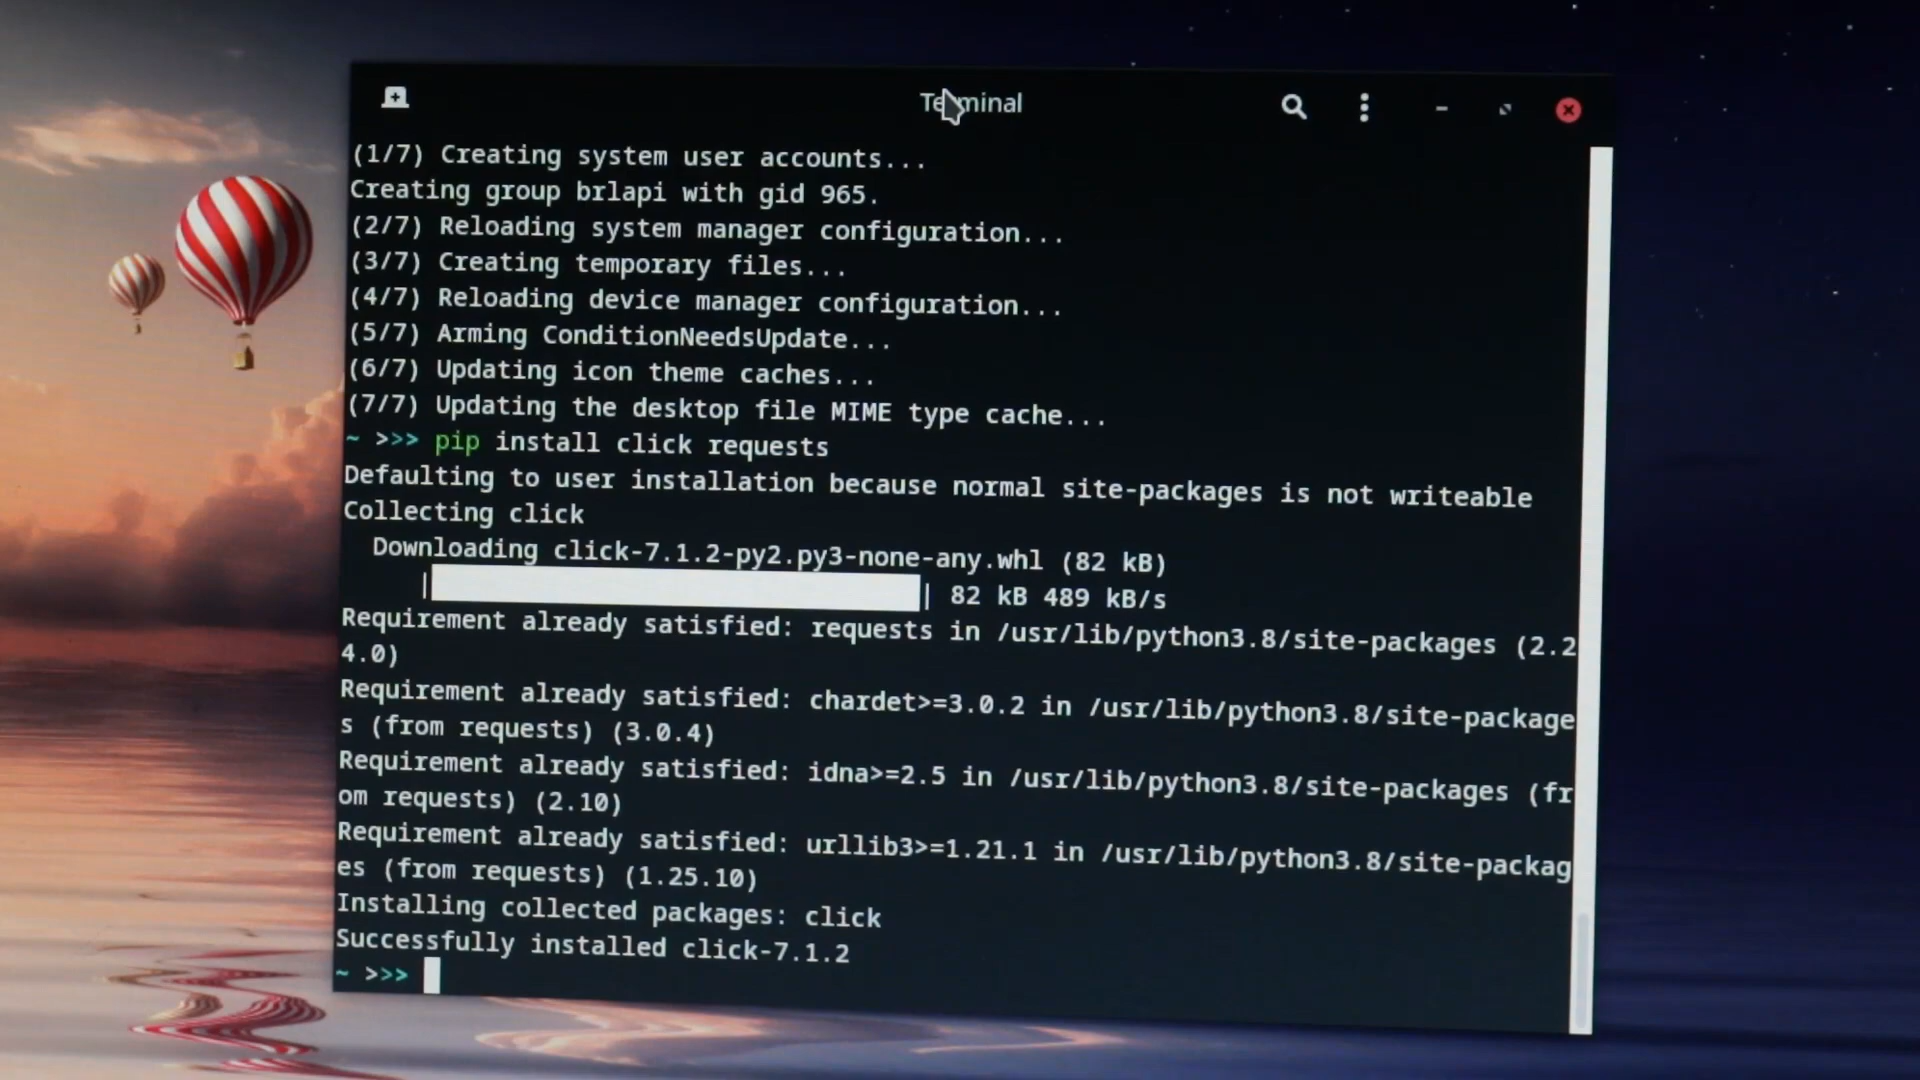 Terminal
(1/7) Creating system user accounts...
Creating group brlapi with gid 965.
(2/7) Reloading system manager configuration...
(3/7) Creating temporary files...
(4/7) Reloading device manager configuration...
(5/7) Arming ConditionNeedsUpdate...
(6/7) Updating icon theme caches...
(7/7) Updating the desktop file MIME type cache...
~ >>> pip install click requests
Defaulting to user installation because normal site-packages is not writeable
Collecting click
  Downloading click-7.1.2-py2.py3-none-any.whl (82 kB)
| | 82 kB 489 kB/s
Requirement already satisfied: requests in /usr/lib/python3.8/site-packages (2.2
4.0)
Requirement already satisfied: chardet>=3.0.2 in /usr/lib/python3.8/site-package
s (from requests) (3.0.4)
Requirement already satisfied: idna>=2.5 in /usr/lib/python3.8/site-packages (fr
om requests) (2.10)
Requirement already satisfied: urllib3>=1.21.1 in /usr/lib/python3.8/site-packag
es (from requests) (1.25.10)
Installing collected packages: click
Successfully installed click-7.1.2
~ >>>